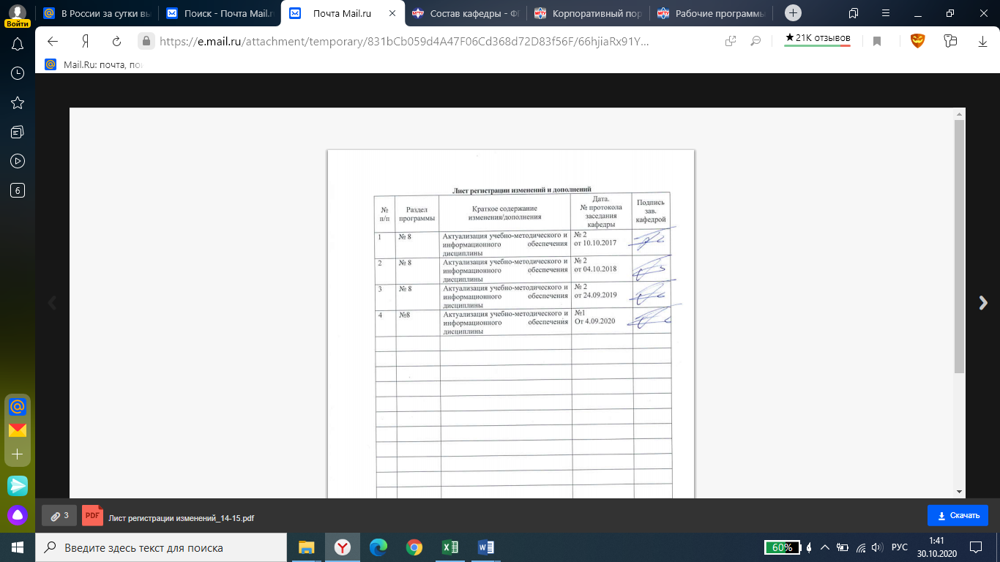 Войти
В России за сутки вы
Поиск - Почта Mail.r
Почта Mail.ru
Состав кафедры - Ф
Корпоративный пор
Рабочие программы
https://e.mail.ru/attachment/temporary/831bCb059d4A47F06Cd368d72D83f56F/66hjiaRx91Y...
★21K отзывов
Mail.Ru: почта, по
6
Лист регистрации изменений и дополнений
№
п/п
Раздел
программы
Краткое содержание
изменения/дополнения
Дата.
№ протокола
заседания
кафедры
Подпись
зав.
кафедрой
1
№ 8
Актуализация учебно-методического и
информационного обеспечения
дисциплины
№ 2
от 10.10.2017
2
№ 8
Актуализация учебно-методического и
информационного обеспечения
дисциплины
№ 2
от 04.10.2018
3
№ 8
Актуализация учебно-методического и
информационного обеспечения
дисциплины
№ 2
от 24.09.2019
4
№8
Актуализация учебно-методического и
информационного обеспечения
дисциплины
№1
От 4.09.2020
3
PDF
Лист регистрации изменений_14-15.pdf
Скачать
Введите здесь текст для поиска
60%
РУС
1:41
30.10.2020